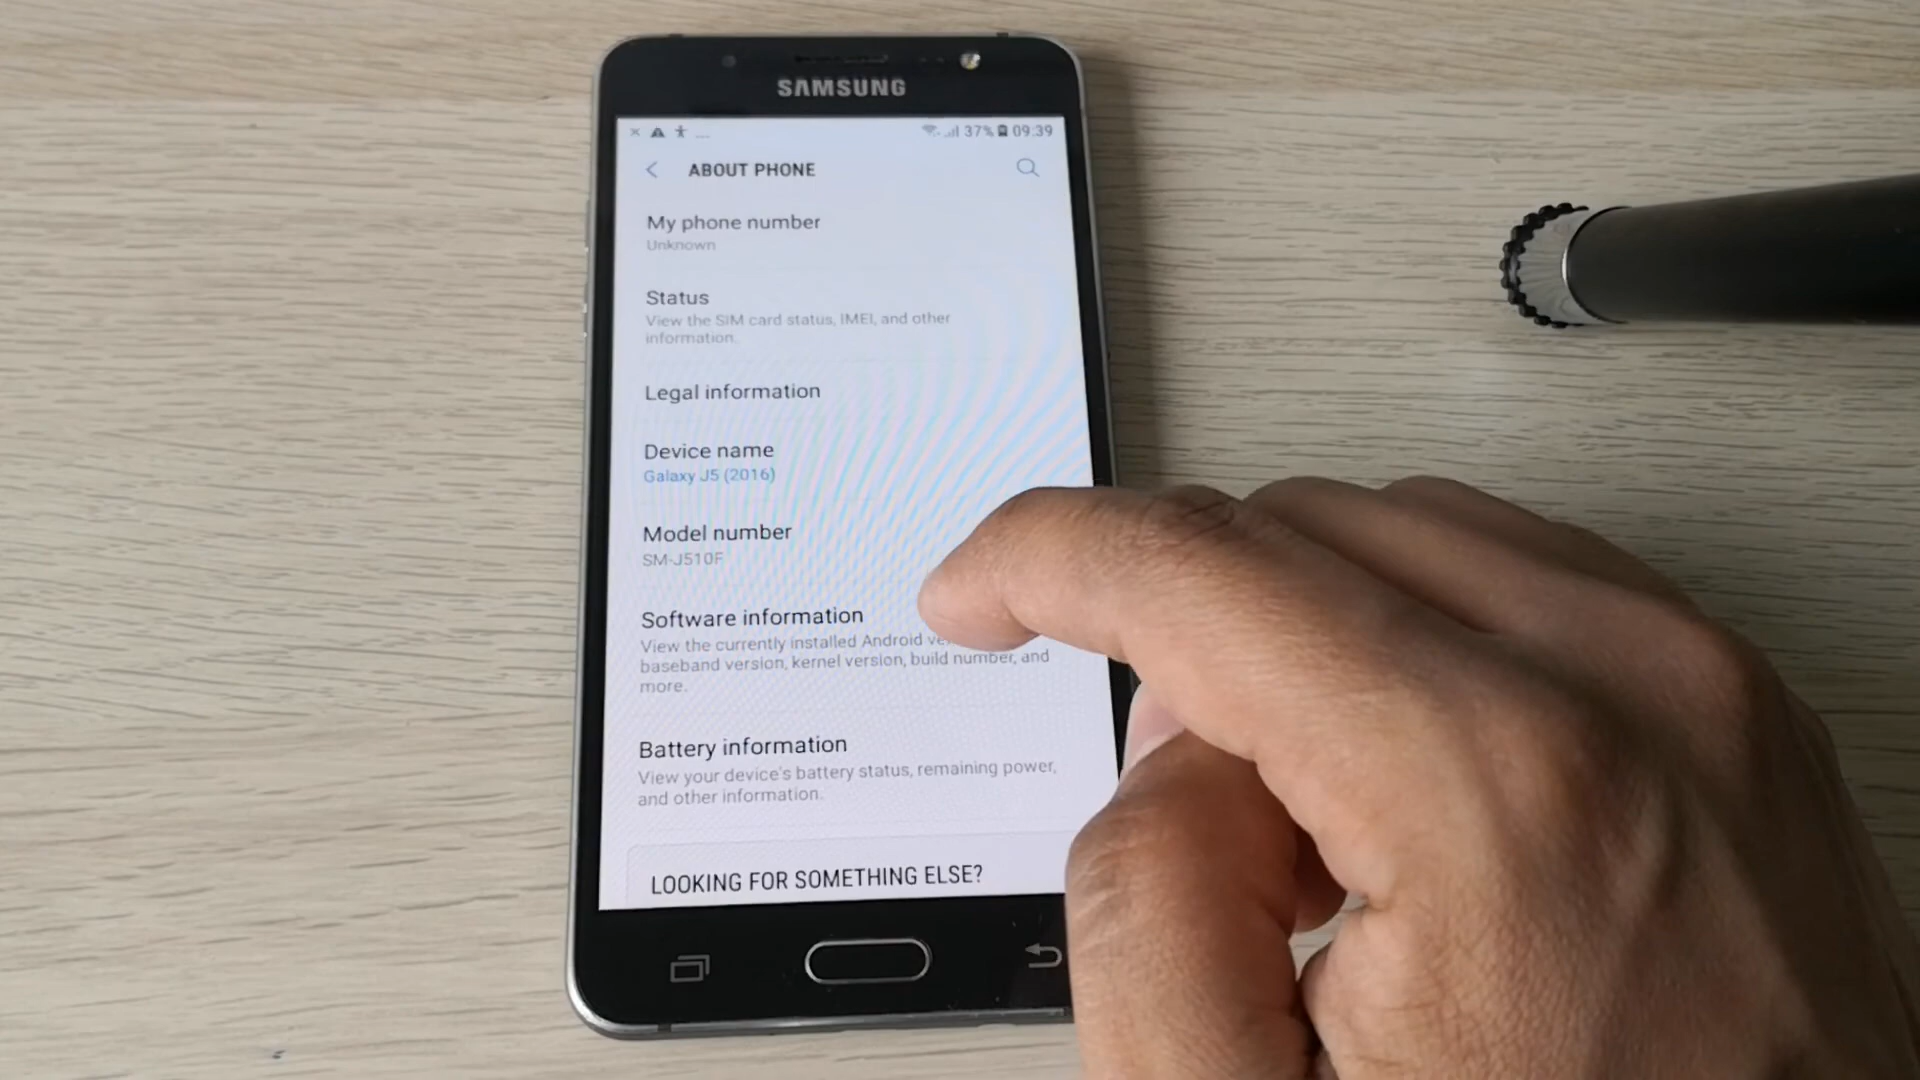 SAMSUNG
37% 09:39
ABOUT PHONE
My phone number
Unknown
Status
View the SIM card status, IMEI, and other
information.
Legal information
Device name
Galaxy J5 (2016)
Model number
SM-J510F
Software information
View the currently installed Android
baseband version, kernel version, build number, and
more.
Battery information
View your device's battery status, remaining power,
and other information.
LOOKING FOR SOMETHING ELSE?